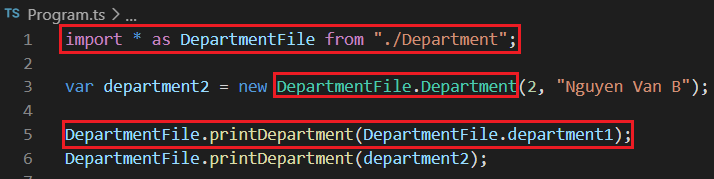 TS Program.ts > ...
1 import * as DepartmentFile from "./Department";
2
3 var department2 = new DepartmentFile.Department(2, "Nguyen Van B");
4
5 DepartmentFile.printDepartment(DepartmentFile.department1);
6 DepartmentFile.printDepartment(department2);
7